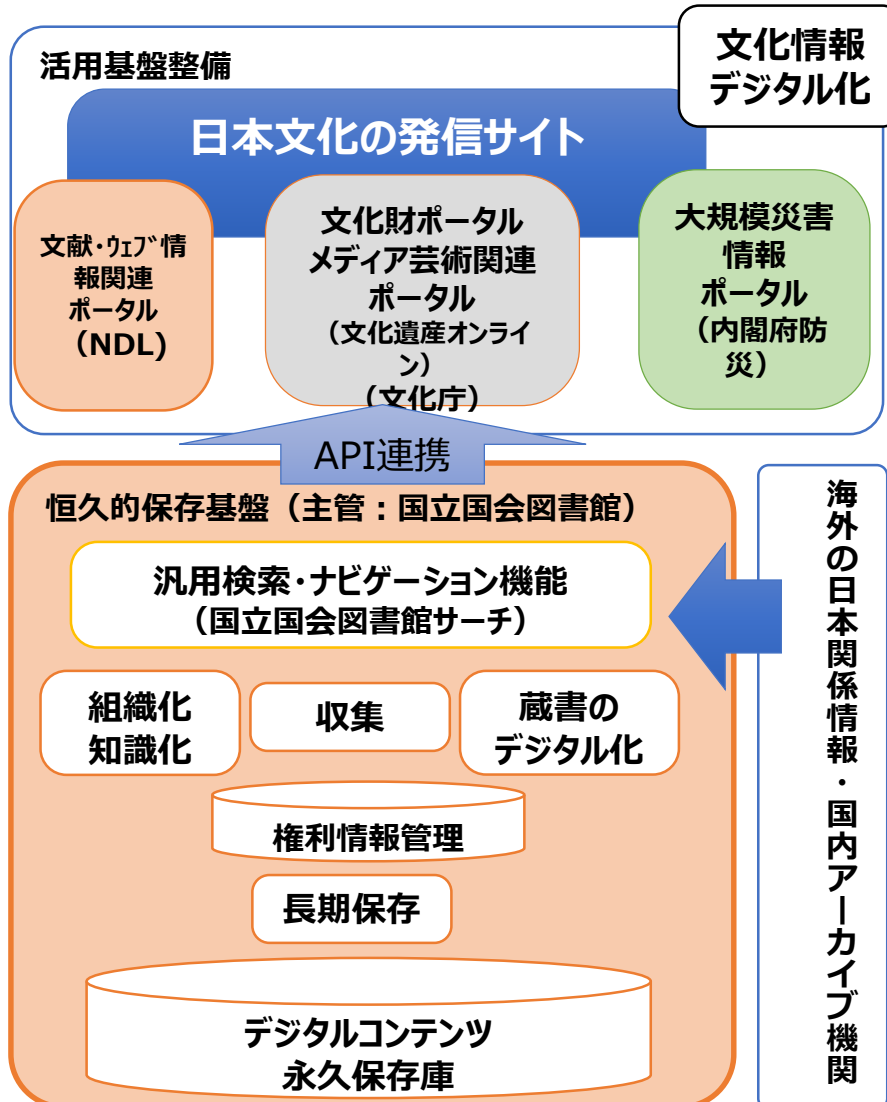 文化情報
デジタル化
活用基盤整備
日本文化の発信サイト
文献・ｳｪﾌﾞ情
報関連
ポータル
（NDL)
文化財ポータル
メディア芸術関連
ポータル
（文化遺産オンライ
ン）
（文化庁）
大規模災害
情報
ポータル
（内閣府防
災）
API連携
恒久的保存基盤（主管：国立国会図書館）
汎用検索・ナビゲーション機能
（国立国会図書館サーチ）
組織化
知識化
収集
蔵書の
デジタル化
権利情報管理
長期保存
デジタルコンテンツ
永久保存庫
海外の日本関係情報・国内アーカイブ機関